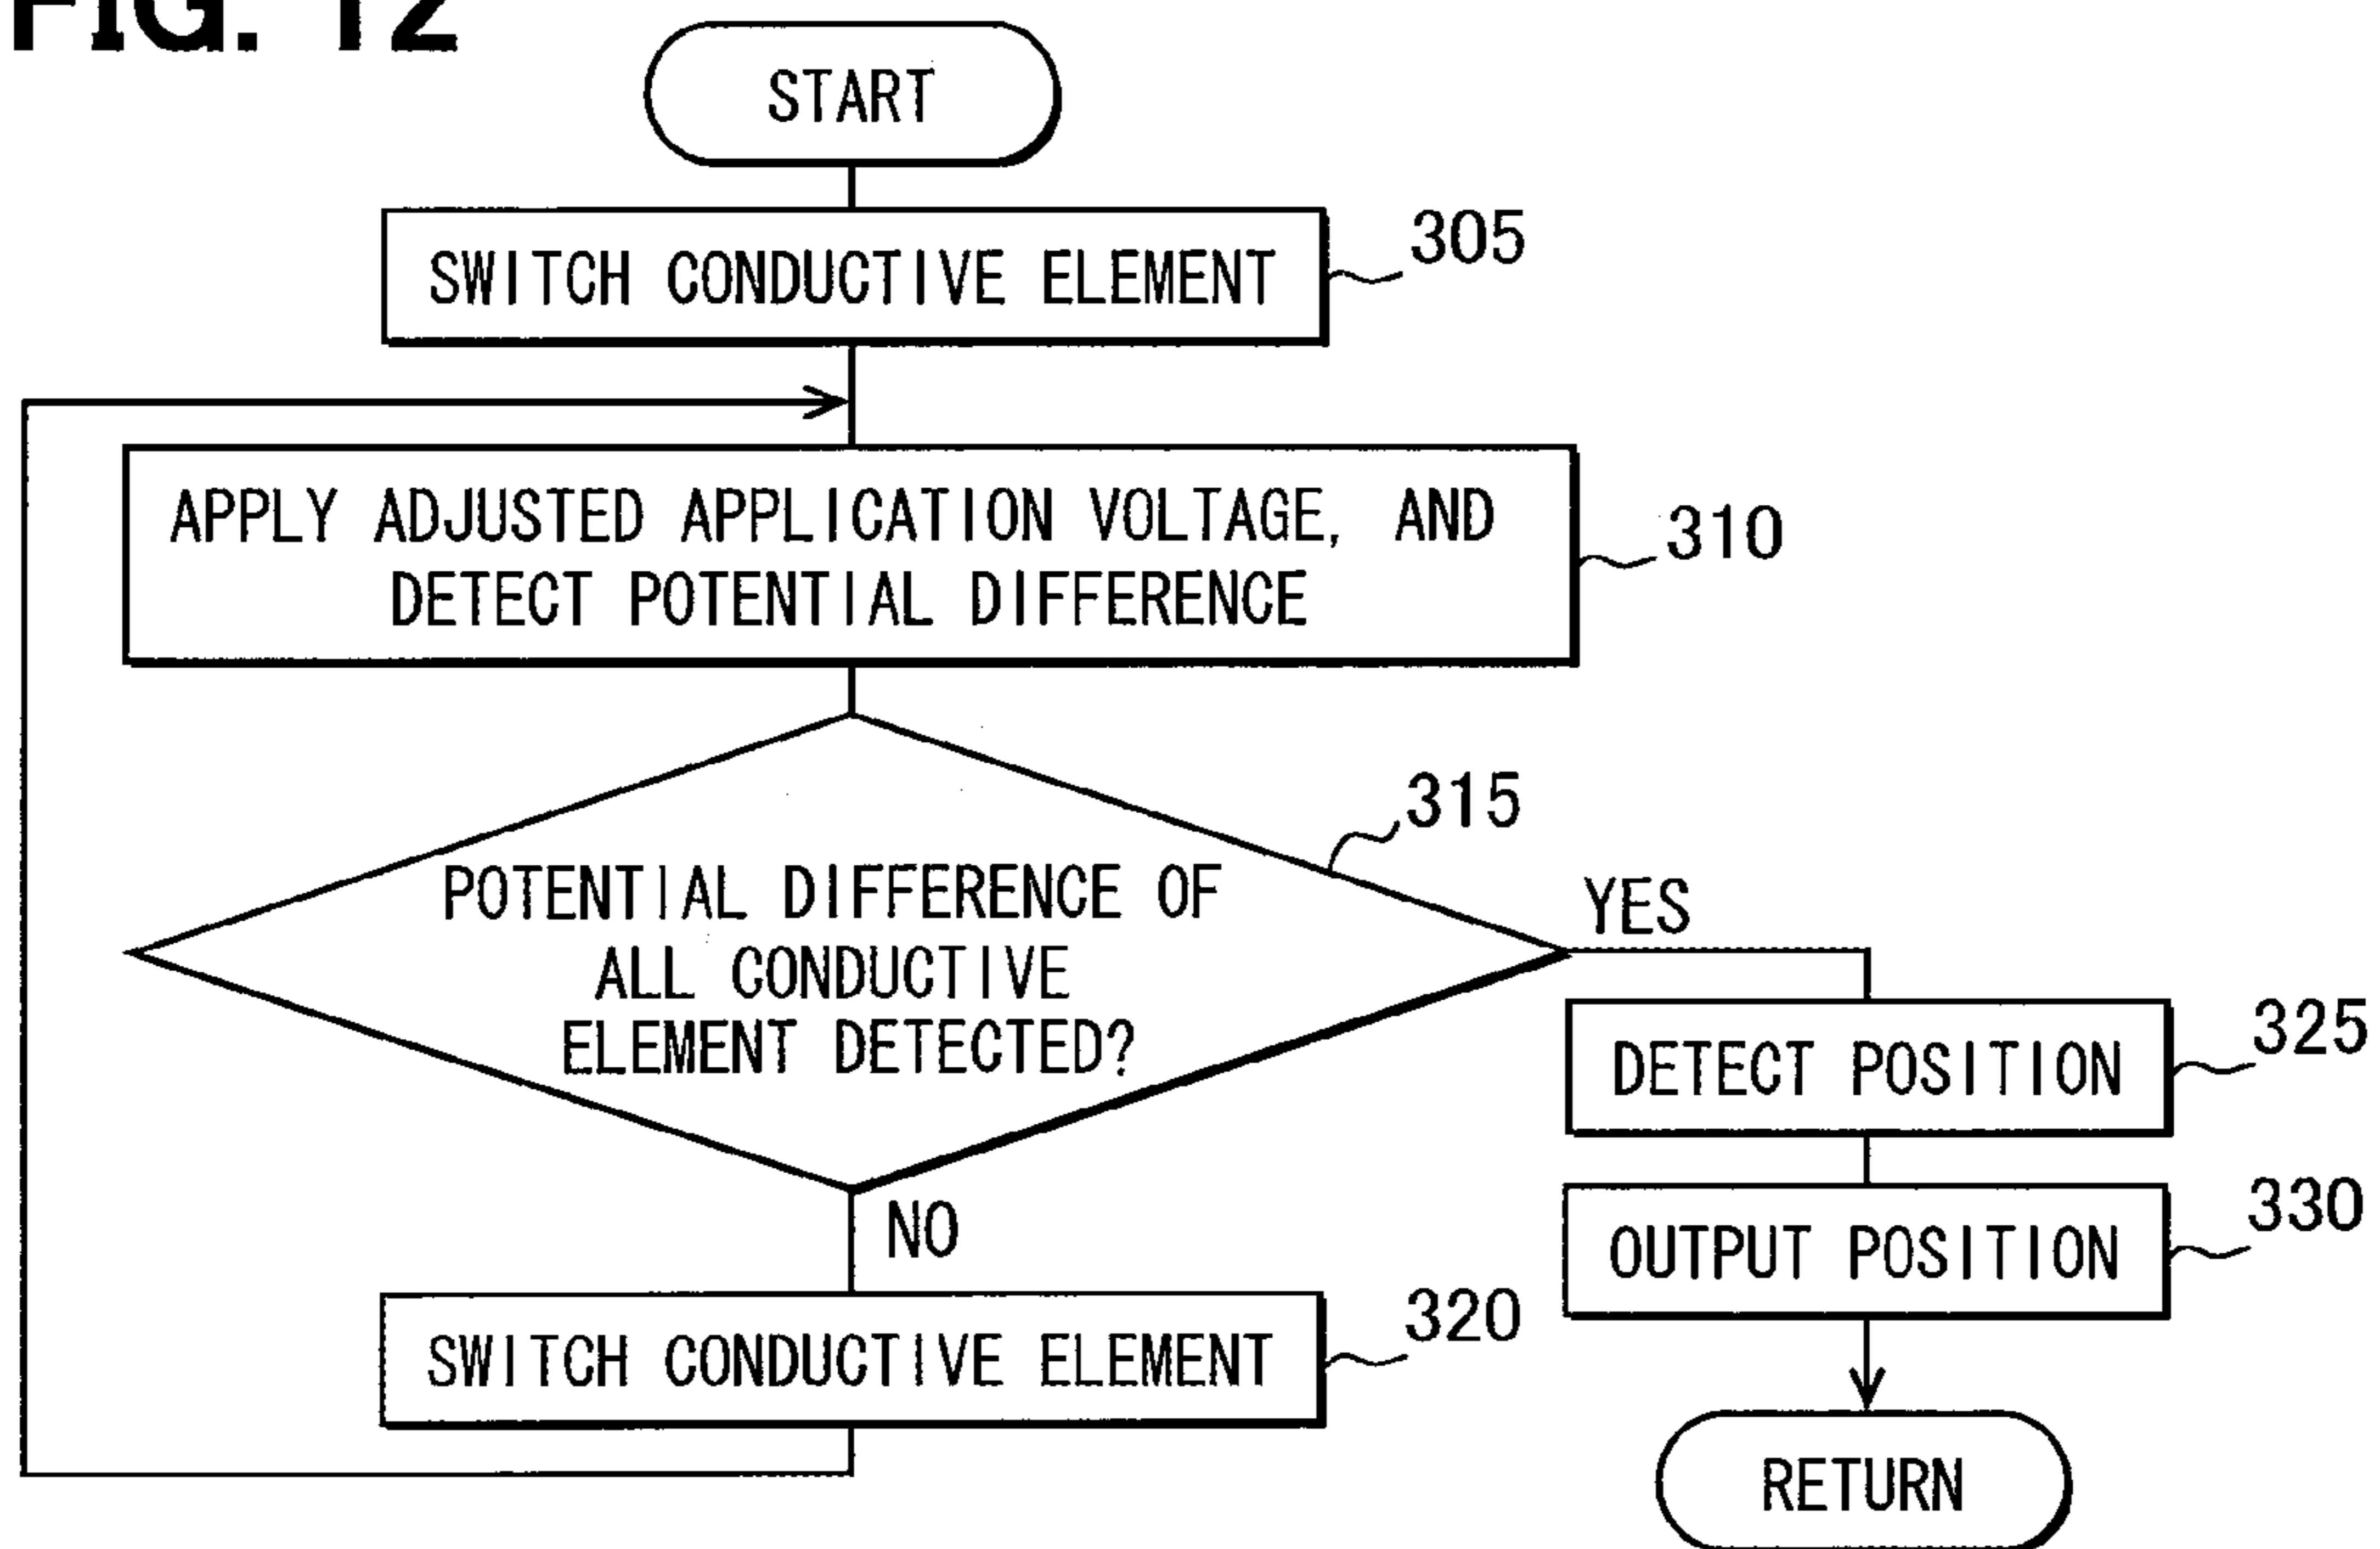 FIG. 12
START
SWITCH CONDUCTIVE ELEMENT
305
APPLY ADJUSTED APPLICATION VOLTAGE, AND
DETECT POTENTIAL DIFFERENCE
310
315
POTENTIAL DIFFERENCE OF
ALL CONDUCTIVE
ELEMENT DETECTED?
YES
NO
DETECT POSITION
325
OUTPUT POSITION
330
SWITCH CONDUCTIVE ELEMENT
320
RETURN